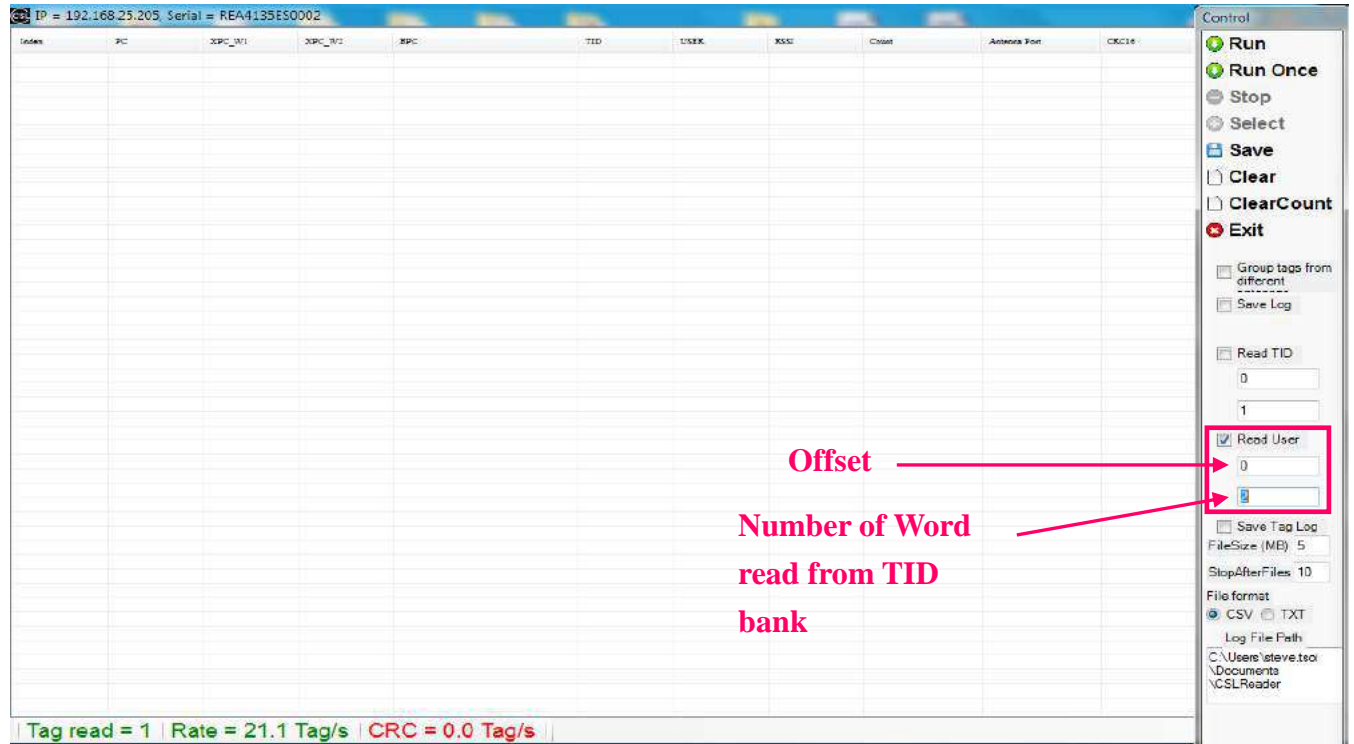 IP = 192.168.25.205, Serial = REA4135ES0002
Index PC XPC_W1 XPC_W2 EPC TID USER RSSI Count Antenna Port CRC16
Control
Run
Run Once
Stop
Select
Save
Clear
ClearCount
Exit
Group tags from
different
Save Log
Read TID
0
1
Read User
Offset
0
2
Number of Word
read from TID
bank
Save Tag Log
FileSize (MB) 5
StopAfterFiles 10
File format
CSV TXT
Log File Path
C:\Users\steve.tsoi
\Documents
\CSLReader
Tag read = 1 Rate = 21.1 Tag/s CRC = 0.0 Tag/s